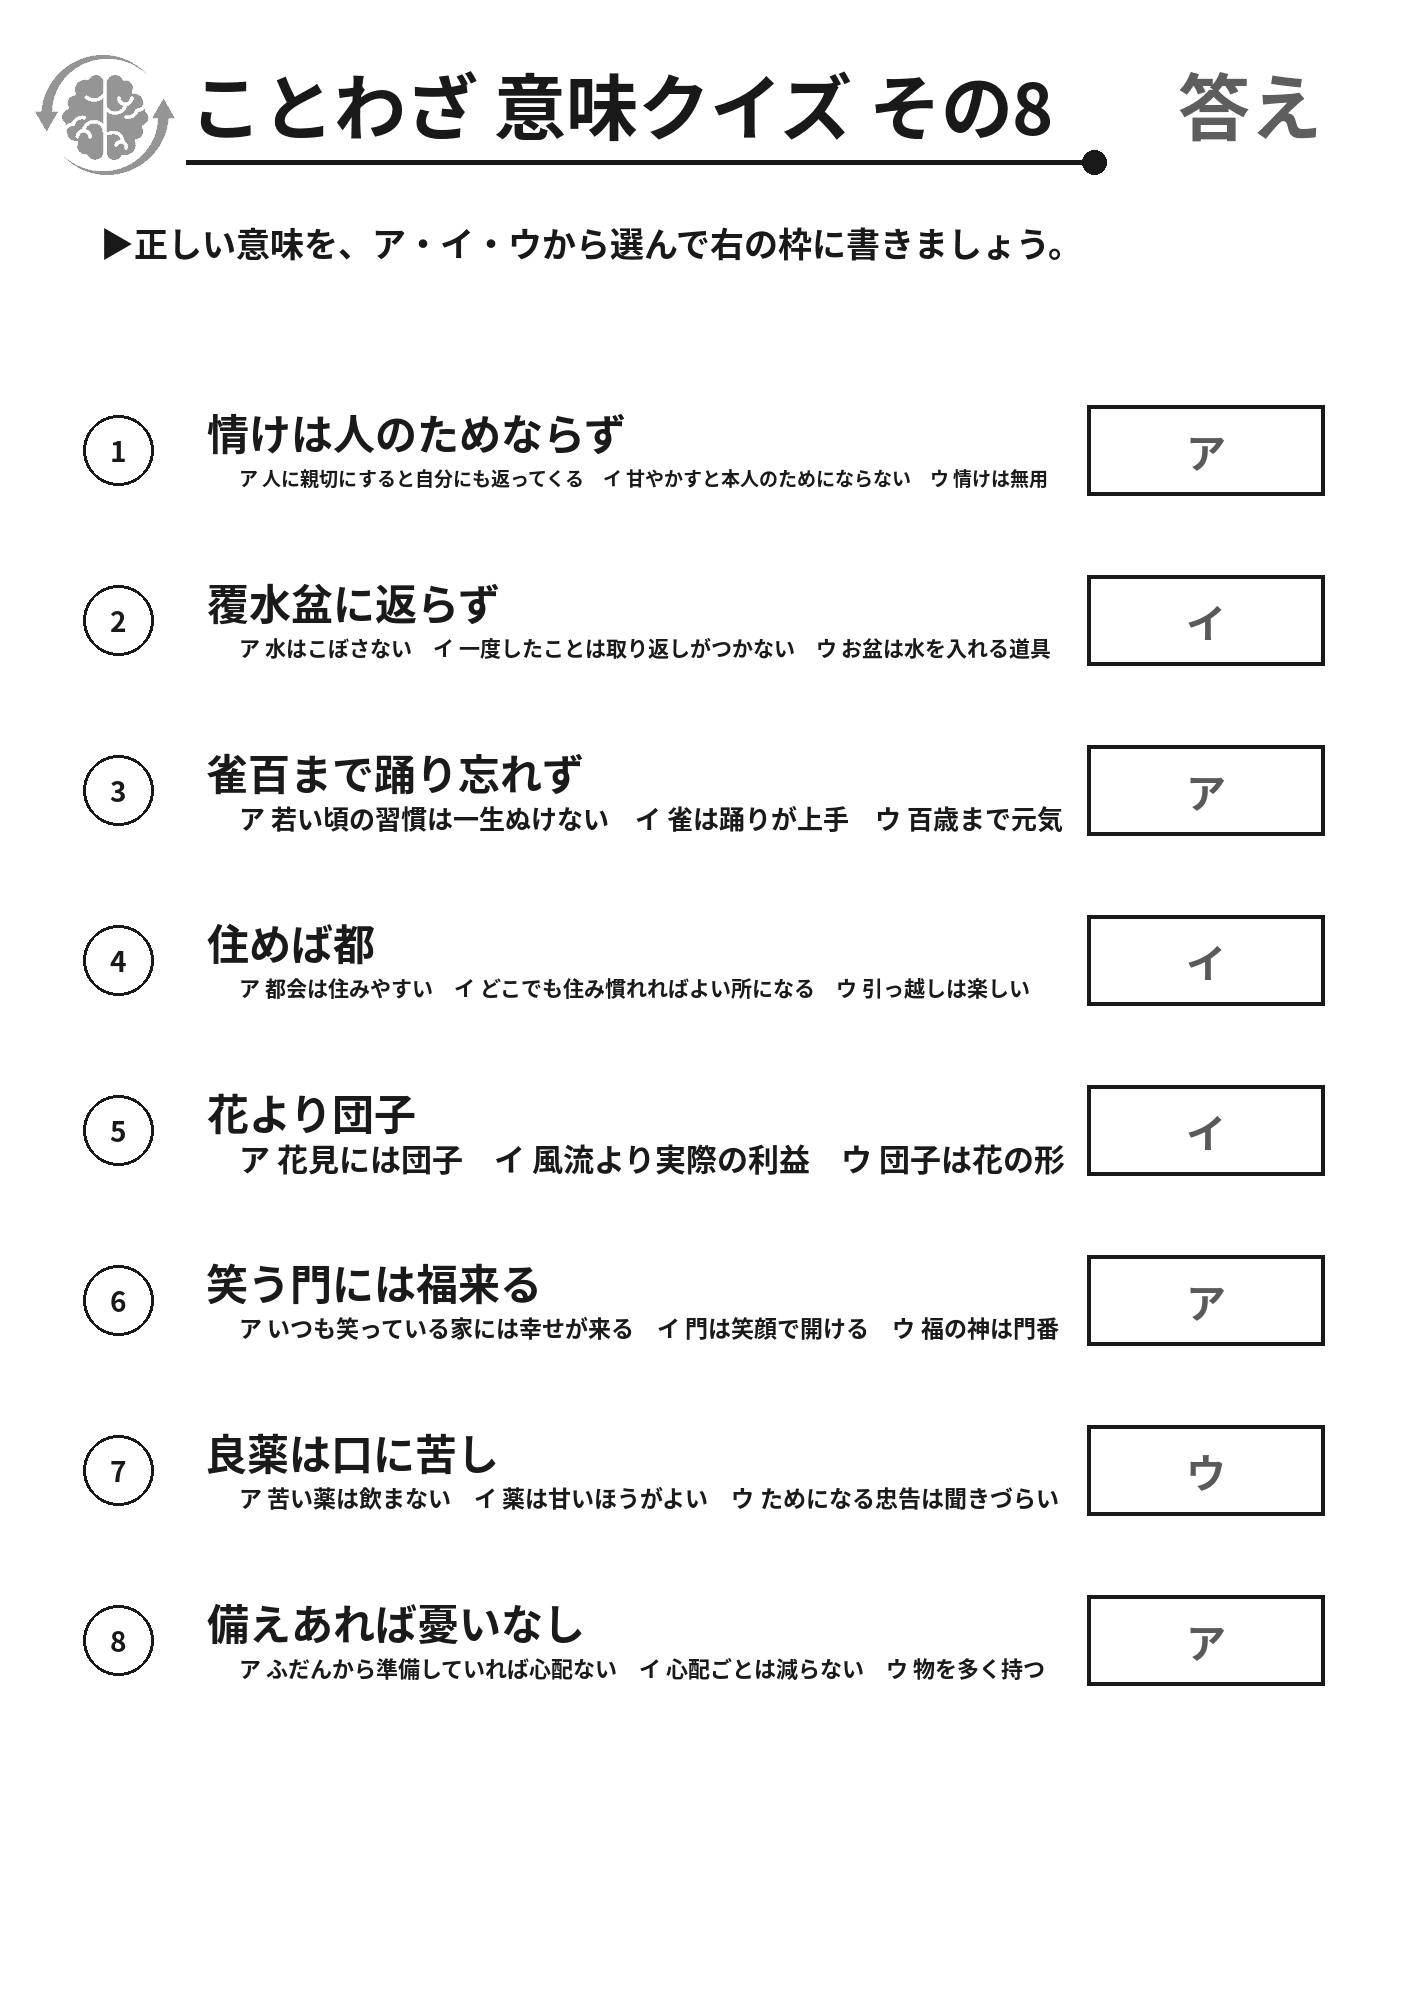 ことわざ 意味クイズ その8 答え
▶正しい意味を、ア・イ・ウから選んで右の枠に書きましょう。
1 情けは人のためならず ア
ア 人に親切にすると自分にも返ってくる イ 甘やかすと本人のためにならない ウ 情けは無用
2 覆水盆に返らず イ
ア 水はこぼさない イ 一度したことは取り返しがつかない ウ お盆は水を入れる道具
3 雀百まで踊り忘れず ア
ア 若い頃の習慣は一生ぬけない イ 雀は踊りが上手 ウ 百歳まで元気
4 住めば都 イ
ア 都会は住みやすい イ どこでも住み慣れればよい所になる ウ 引っ越しは楽しい
5 花より団子 イ
ア 花見には団子 イ 風流より実際の利益 ウ 団子は花の形
6 笑う門には福来る ア
ア いつも笑っている家には幸せが来る イ 門は笑顔で開ける ウ 福の神は門番
7 良薬は口に苦し ウ
ア 苦い薬は飲まない イ 薬は甘いほうがよい ウ ためになる忠告は聞きづらい
8 備えあれば憂いなし ア
ア ふだんから準備していれば心配ない イ 心配ごとは減らない ウ 物を多く持つ